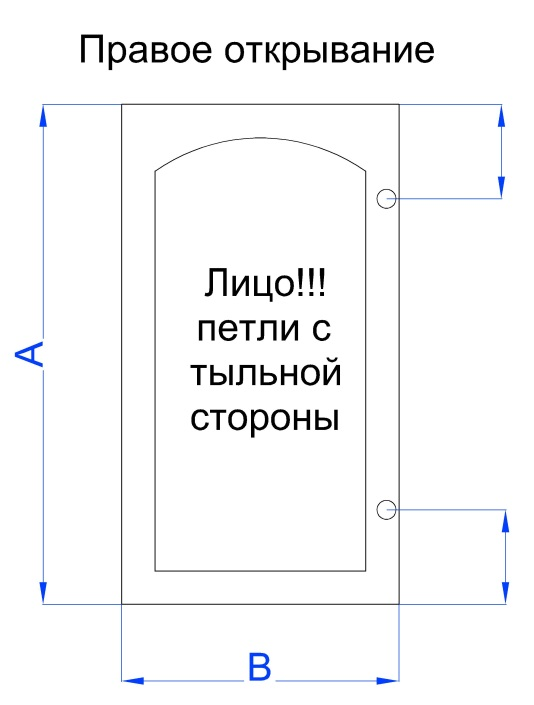 Правое открывание
Лицо!!!
петли с
тыльной
стороны
A
B